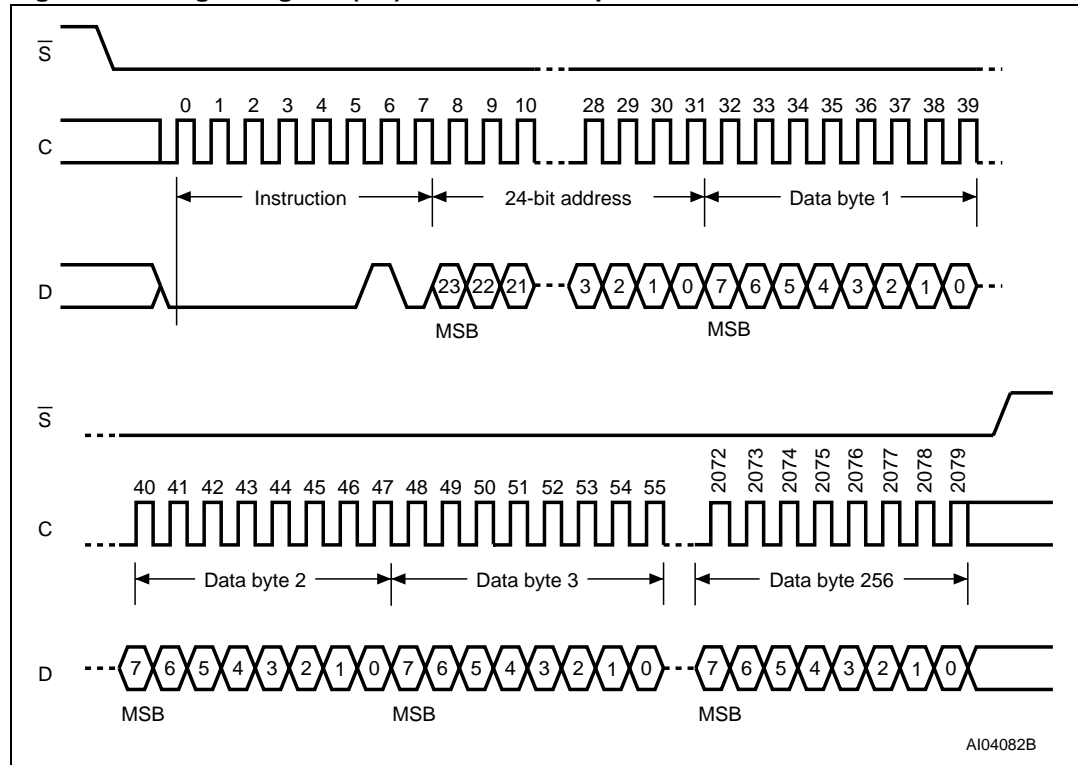 S
0 1 2 3 4 5 6 7 8 9 10 28 29 30 31 32 33 34 35 36 37 38 39
C
Instruction 24-bit address Data byte 1
D 23 22 21 3 2 1 0 7 6 5 4 3 2 1 0
MSB MSB
S
40 41 42 43 44 45 46 47 48 49 50 51 52 53 54 55 2072 2073 2074 2075 2076 2077 2078 2079
C
Data byte 2 Data byte 3 Data byte 256
D 7 6 5 4 3 2 1 0 7 6 5 4 3 2 1 0 7 6 5 4 3 2 1 0
MSB MSB MSB
AI04082B